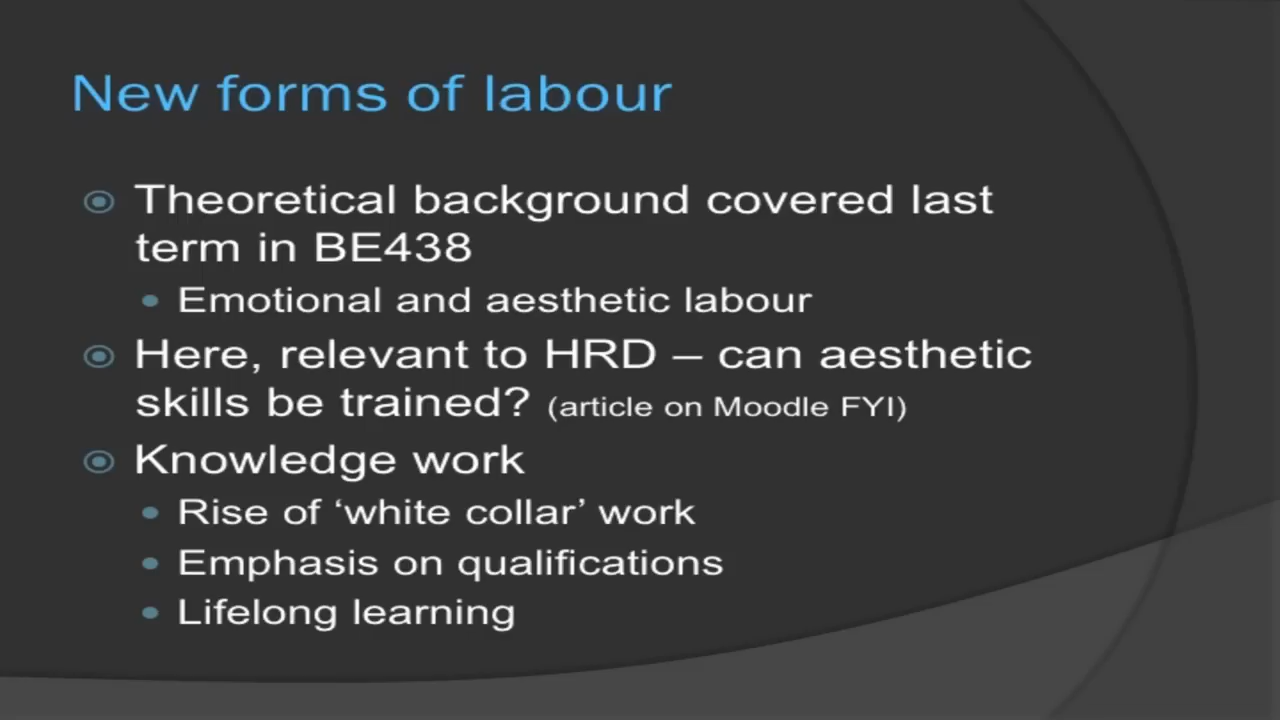 New forms of labour
Theoretical background covered last
term in BE438
Emotional and aesthetic labour
Here, relevant to HRD – can aesthetic
skills be trained? (article on Moodle FYI)
Knowledge work
Rise of ‘white collar’ work
Emphasis on qualifications
Lifelong learning